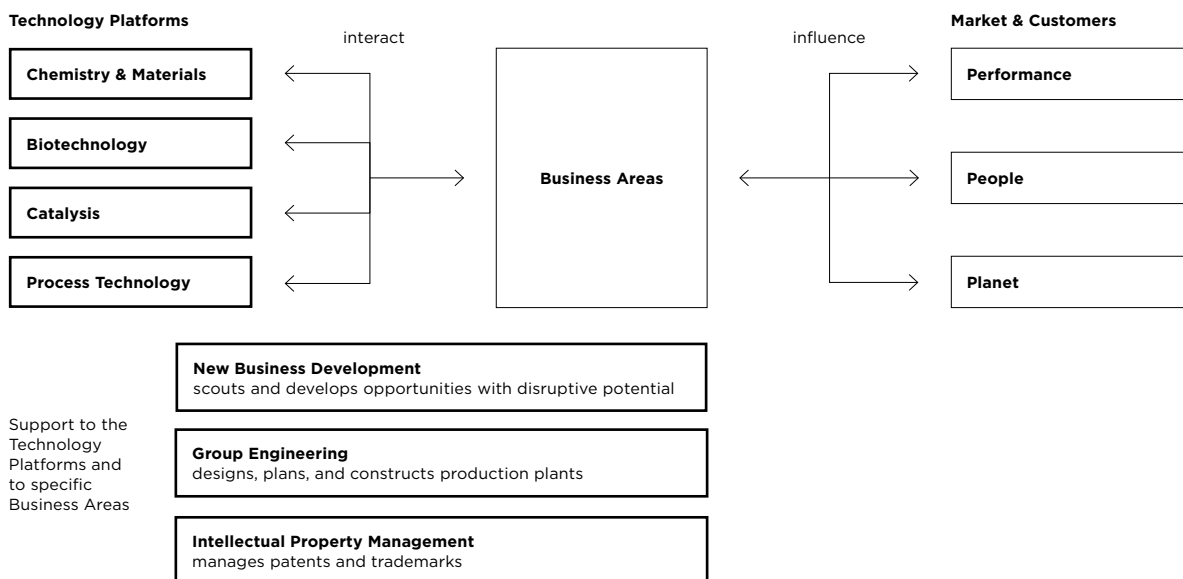 Technology Platforms
interact
influence
Market & Customers
Chemistry & Materials
Biotechnology
Catalysis
Process Technology
Business Areas
Performance
People
Planet
New Business Development
scouts and develops opportunities with disruptive potential
Support to the
Technology
Platforms and
to specific
Business Areas
Group Engineering
designs, plans, and constructs production plants
Intellectual Property Management
manages patents and trademarks